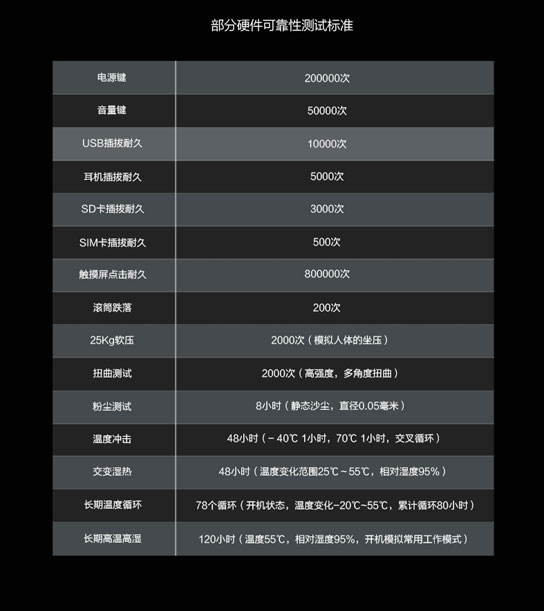 部分硬件可靠性测试标准
电源键 200000次
音量键 50000次
USB插拔耐久 10000次
耳机插拔耐久 5000次
SD卡插拔耐久 3000次
SIM卡插拔耐久 500次
触摸屏点击耐久 800000次
滚筒跌落 200次
25Kg软压 2000次（模拟人体的坐压）
扭曲测试 2000次（高强度，多角度扭曲）
粉尘测试 8小时（静态沙尘，直径0.05毫米）
温度冲击 48小时（- 40℃ 1小时，70℃ 1小时，交叉循环）
交变湿热 48小时（温度变化范围25℃～55℃，相对湿度95%）
长期温度循环 78个循环（开机状态，温度变化-20℃~55℃，累计循环80小时）
长期高温高湿 120小时（温度55℃，相对湿度95%，开机模拟常用工作模式）